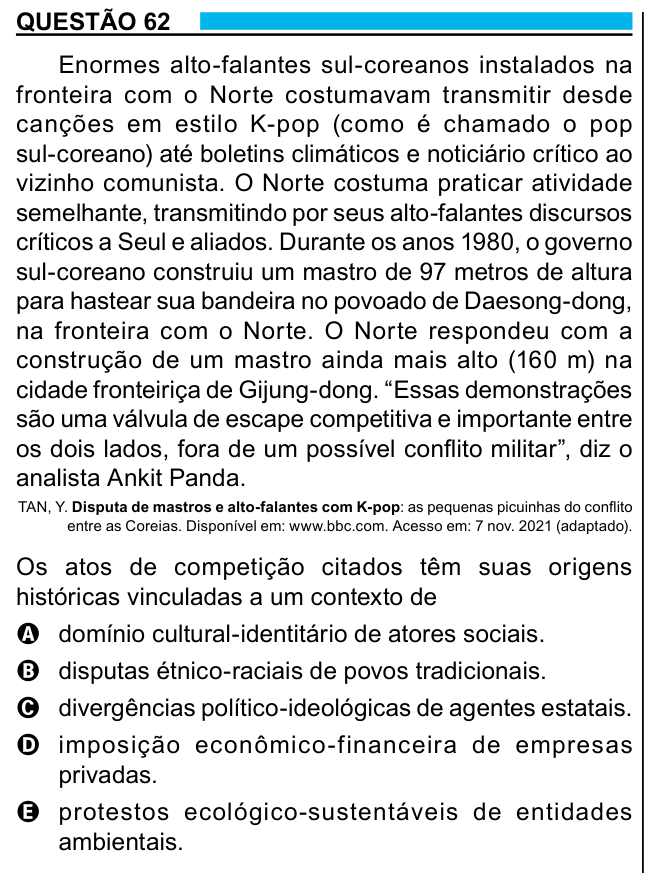 QUESTÃO 62
Enormes alto-falantes sul-coreanos instalados na
fronteira com o Norte costumavam transmitir desde
canções em estilo K-pop (como é chamado o pop
sul-coreano) até boletins climáticos e noticiário crítico ao
vizinho comunista. O Norte costuma praticar atividade
semelhante, transmitindo por seus alto-falantes discursos
críticos a Seul e aliados. Durante os anos 1980, o governo
sul-coreano construiu um mastro de 97 metros de altura
para hastear sua bandeira no povoado de Daesong-dong,
na fronteira com o Norte. O Norte respondeu com a
construção de um mastro ainda mais alto (160 m) na
cidade fronteiriça de Gijung-dong. “Essas demonstrações
são uma válvula de escape competitiva e importante entre
os dois lados, fora de um possível conflito militar”, diz o
analista Ankit Panda.
TAN, Y. Disputa de mastros e alto-falantes com K-pop: as pequenas picuinhas do conflito
entre as Coreias. Disponível em: www.bbc.com. Acesso em: 7 nov. 2021 (adaptado).
Os atos de competição citados têm suas origens
históricas vinculadas a um contexto de
A domínio cultural-identitário de atores sociais.
B disputas étnico-raciais de povos tradicionais.
C divergências político-ideológicas de agentes estatais.
D imposição econômico-financeira de empresas
privadas.
E protestos ecológico-sustentáveis de entidades
ambientais.